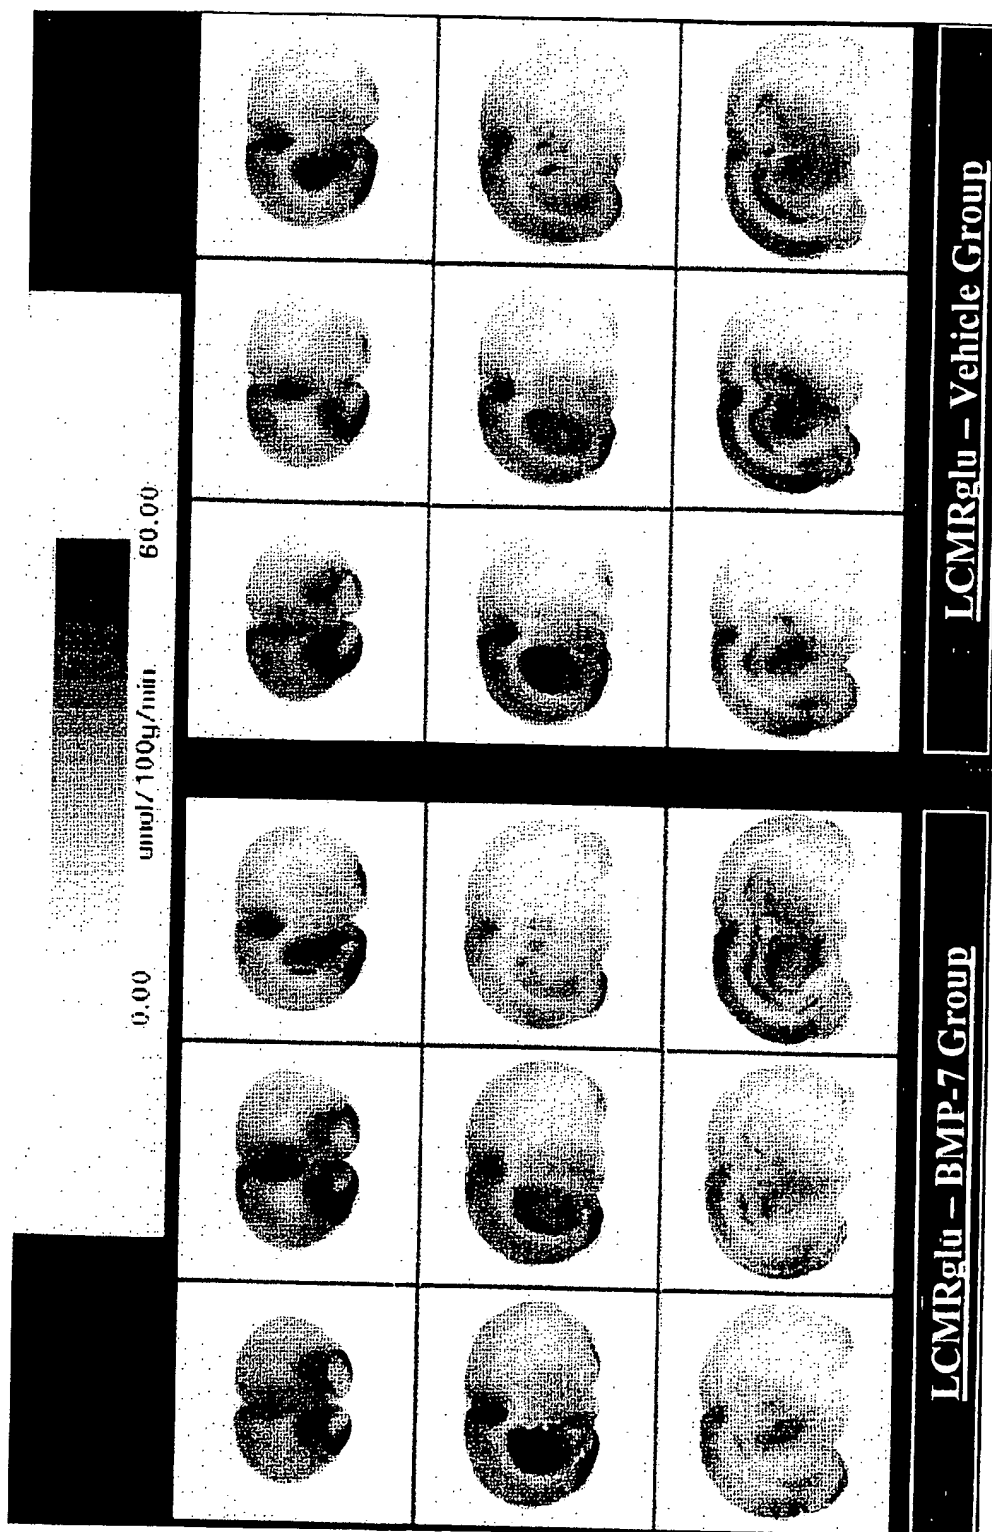 0.00
umol/100g/min
60.00
LCMRglu – BMP-7 Group
LCMRglu – Vehicle Group